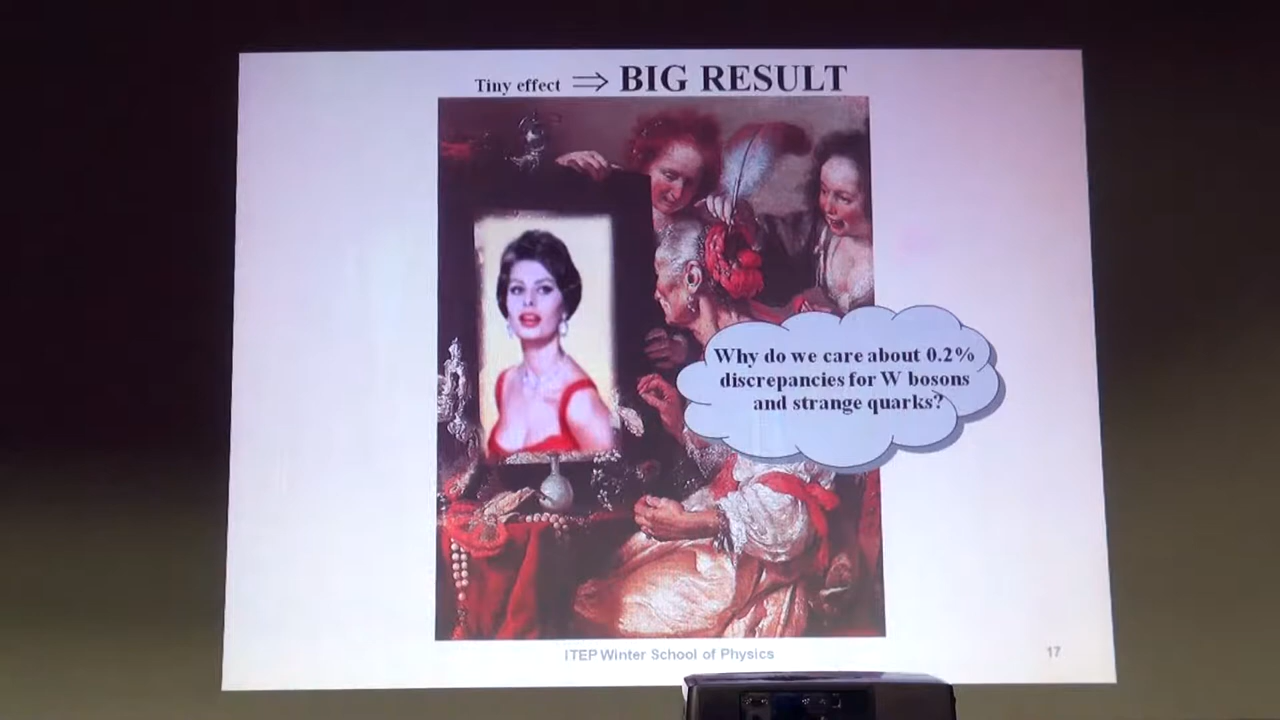 Tiny effect ⇒ BIG RESULT
Why do we care about 0.2%
discrepancies for W bosons
and strange quarks?
ITEP Winter School of Physics
17